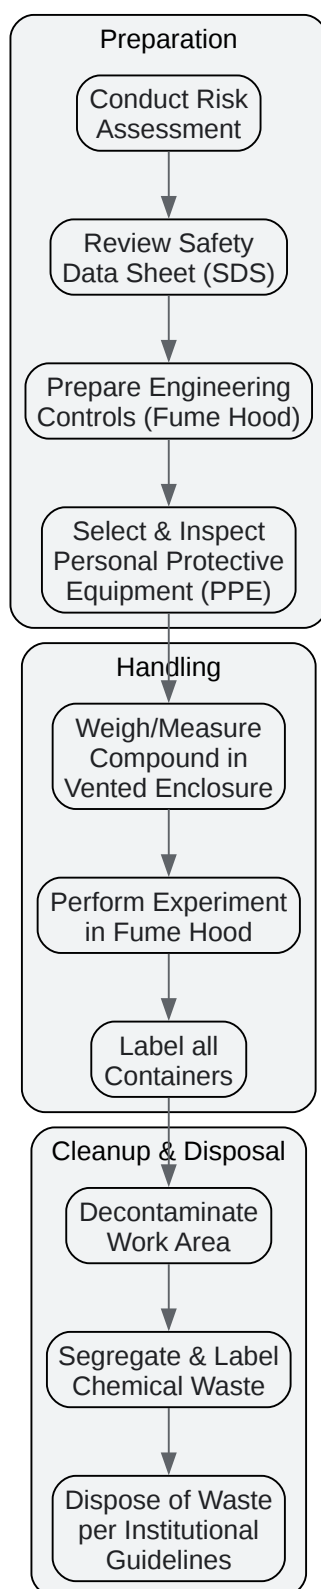 Preparation
Conduct Risk
Assessment
Review Safety
Data Sheet (SDS)
Prepare Engineering
Controls (Fume Hood)
Select & Inspect
Personal Protective
Equipment (PPE)
Handling
Weigh/Measure
Compound in
Vented Enclosure
Perform Experiment
in Fume Hood
Label all
Containers
Cleanup & Disposal
Decontaminate
Work Area
Segregate & Label
Chemical Waste
Dispose of Waste
per Institutional
Guidelines